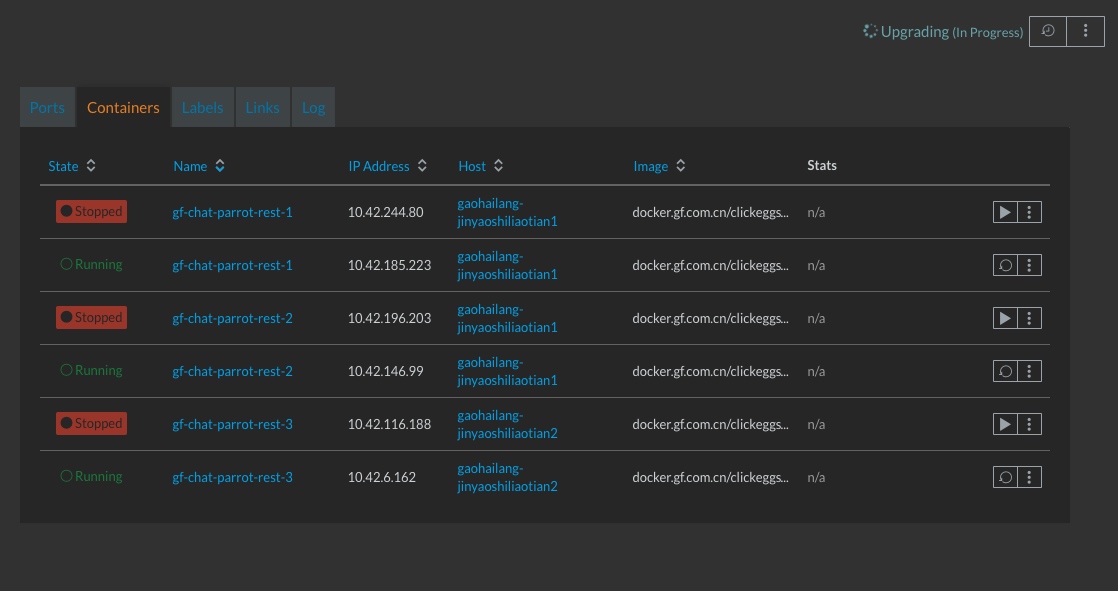 Upgrading (In Progress)
Ports Containers Labels Links Log
State Name IP Address Host Image Stats
Stopped gf-chat-parrot-rest-1 10.42.244.80 gaohailang-jinyaoshiliaotian1 docker.gf.com.cn/clickeggs... n/a
Running gf-chat-parrot-rest-1 10.42.185.223 gaohailang-jinyaoshiliaotian1 docker.gf.com.cn/clickeggs... n/a
Stopped gf-chat-parrot-rest-2 10.42.196.203 gaohailang-jinyaoshiliaotian1 docker.gf.com.cn/clickeggs... n/a
Running gf-chat-parrot-rest-2 10.42.146.99 gaohailang-jinyaoshiliaotian1 docker.gf.com.cn/clickeggs... n/a
Stopped gf-chat-parrot-rest-3 10.42.116.188 gaohailang-jinyaoshiliaotian2 docker.gf.com.cn/clickeggs... n/a
Running gf-chat-parrot-rest-3 10.42.6.162 gaohailang-jinyaoshiliaotian2 docker.gf.com.cn/clickeggs... n/a